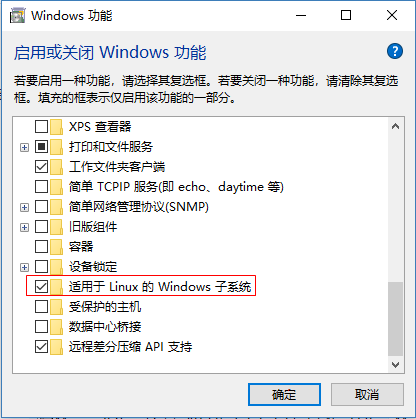 Windows 功能
启用或关闭 Windows 功能
若要启用一种功能，请选择其复选框。若要关闭一种功能，请清除其复选
框。填充的框表示仅启用该功能的一部分。
XPS 查看器
打印和文件服务
工作文件夹客户端
简单 TCPIP 服务(即 echo、daytime 等)
简单网络管理协议(SNMP)
旧版组件
容器
设备锁定
适用于 Linux 的 Windows 子系统
受保护的主机
数据中心桥接
远程差分压缩 API 支持
确定
取消